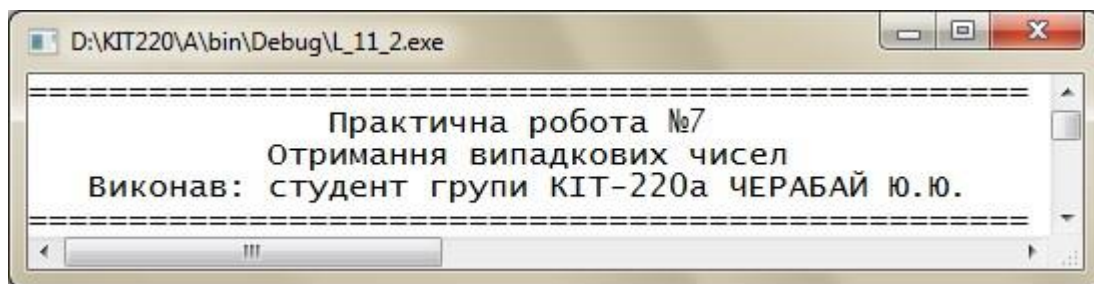 D:\KIT220\A\bin\Debug\L_11_2.exe
==================================================
Практична робота №7
Отримання випадкових чисел
Виконав: студент групи КІТ-220а ЧЕРАБАЙ Ю.Ю.
==================================================